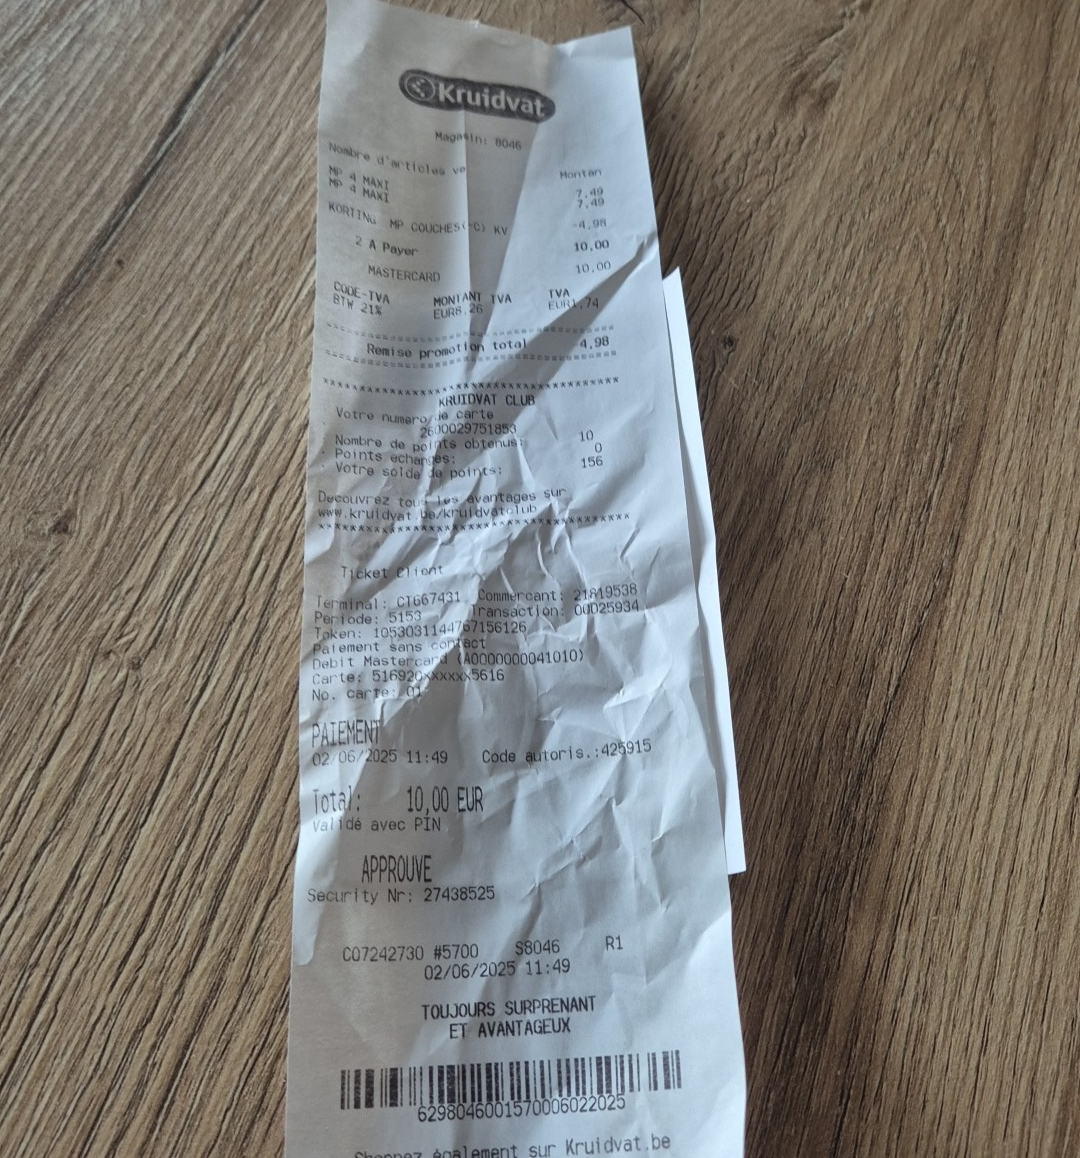 Kruidvat
Magasin: 8046
Nombre d'articles ve Montan
MP 4 MAXI 7,49
MP 4 MAXI 7,49
KORTING MP COUCHES(-C) KV -4,98
2 A Payer 10,00
MASTERCARD 10,00
CODE-TVA MONTANT TVA TVA
BTW 21% EUR8.26 EUR1,74
Remise promotion total 4,98
***********************************
KRUIDVAT CLUB
Votre numero de carte
2600029751853
Nombre de points obtenus: 10
Points echanges: 0
Votre solde de points: 156
Decouvrez tous les avantages sur
www.kruidvat.be/kruidvatclub
***********************************
Ticket Client
Terminal: CT667431 Commercant: 21819538
Periode: 5153 Transaction: 00025934
Token: 1053031144767156126
Paiement sans contact
Debit Mastercard (A0000000041010)
Carte: 516920xxxxxx5616
No. carte: 01
PAIEMENT
02/06/2025 11:49 Code autoris.:425915
Total: 10,00 EUR
Validé avec PIN
APPROUVE
Security Nr: 27438525
C07242730 #5700 S8046 R1
02/06/2025 11:49
TOUJOURS SURPRENANT
ET AVANTAGEUX
6298046001570006022025
Shoppez également sur Kruidvat.be